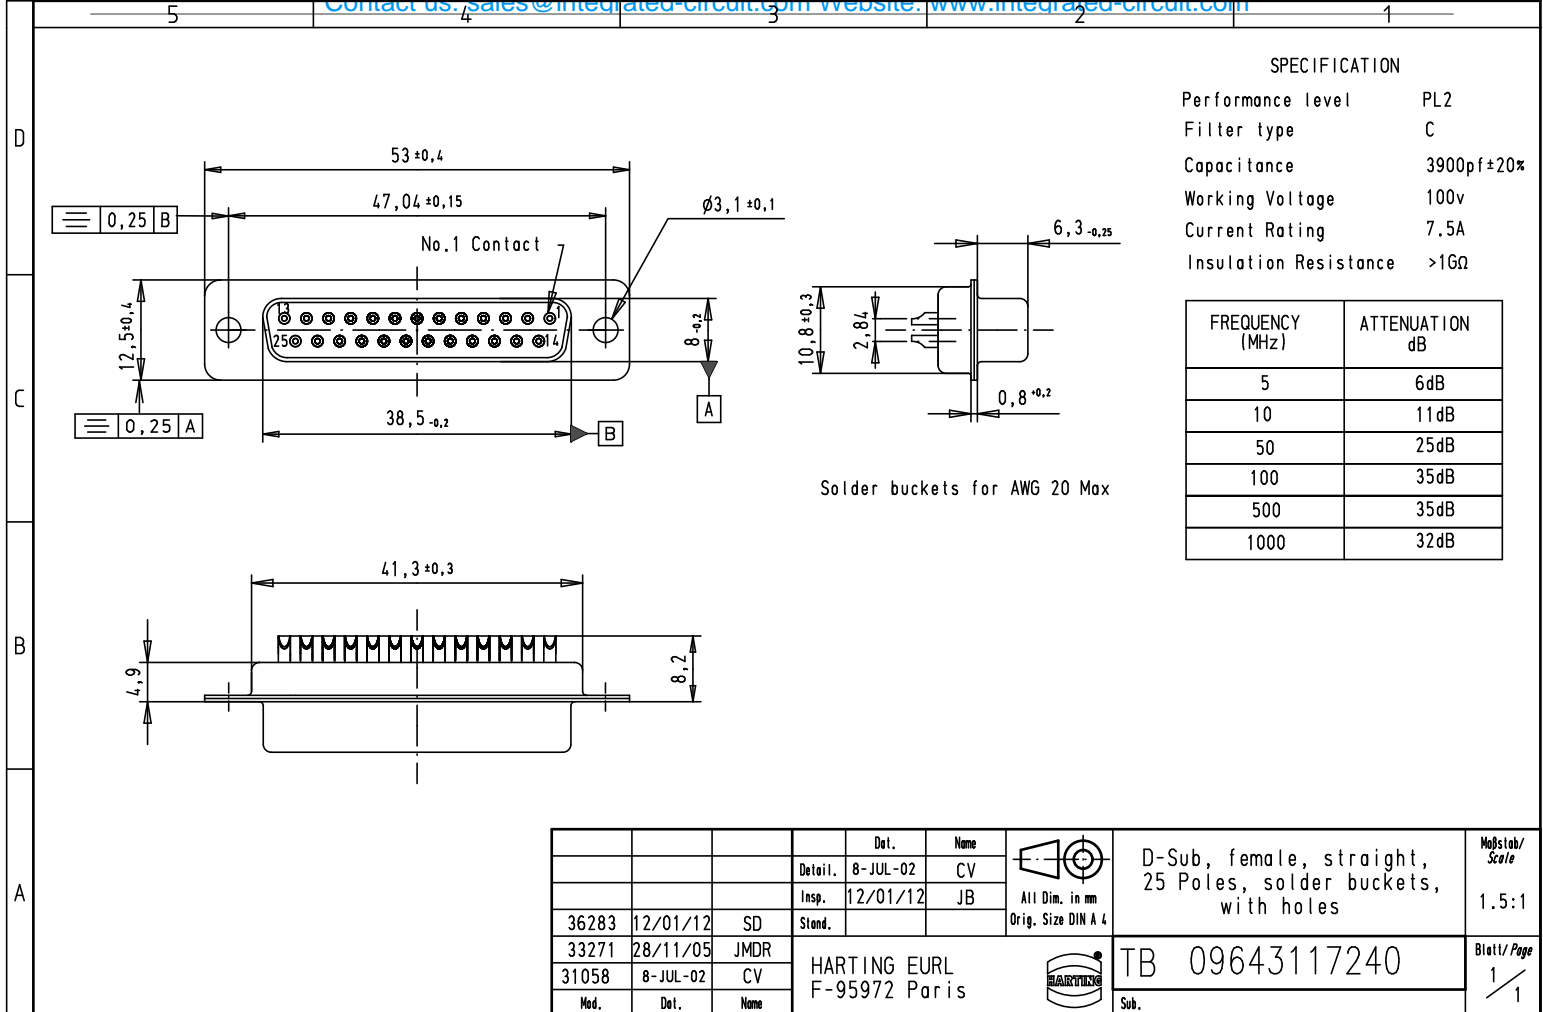 Contact us: sales@integrated-circuit.com Website: www.integrated-circuit.com
5 4 3 2 1
SPECIFICATION
Performance level PL2
Filter type C
Capacitance 3900pf±20%
Working Voltage 100v
Current Rating 7.5A
Insulation Resistance >1GΩ
FREQUENCY (MHz) ATTENUATION dB
5 6dB
10 11dB
50 25dB
100 35dB
500 35dB
1000 32dB
D
C
B
A
53 ±0,4
47,04 ±0,15
ø3,1 ±0,1
0,25 B
No.1 Contact
13 1
25 14
12,5±0,4
8 -0,2
A
0,25 A
38,5 -0,2
B
6,3 -0,25
10,8 ±0,3
2,84
0,8 +0,2
Solder buckets for AWG 20 Max
41,3 ±0,3
4,9
8,2
36283 12/01/12 SD
33271 28/11/05 JMDR
31058 8-JUL-02 CV
Mod. Dat. Name
Dat. Name
Detail. 8-JUL-02 CV
Insp. 12/01/12 JB
Stand.
All Dim. in mm
Orig. Size DIN A 4
HARTING EURL
F-95972 Paris
HARTING
D-Sub, female, straight,
25 Poles, solder buckets,
with holes
Maßstab/
Scale
1.5:1
TB 09643117240
Sub.
Blatt/Page
1/1